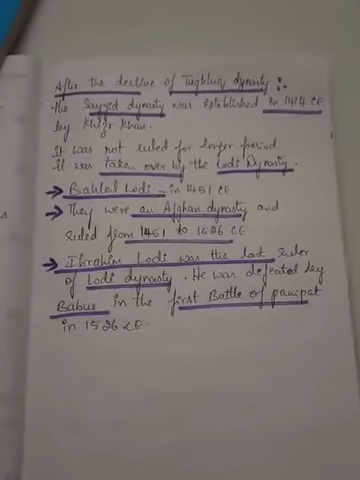 After the decline of Tughluq dynasty :
the Sayyid dynasty was established in 1414 CE
by Khizr Khan.
It was not ruled for longer period
it was taken over by the Lodi Dynasty.
→ Bahlol Lodi - in 1451 CE
→ They were an Afghan dynasty and
ruled from 1451 to 1526 CE.
→ Ibrahim Lodi was the last ruler
of Lodi dynasty. He was defeated by
Babur in the first Battle of panipat
in 1526 CE.